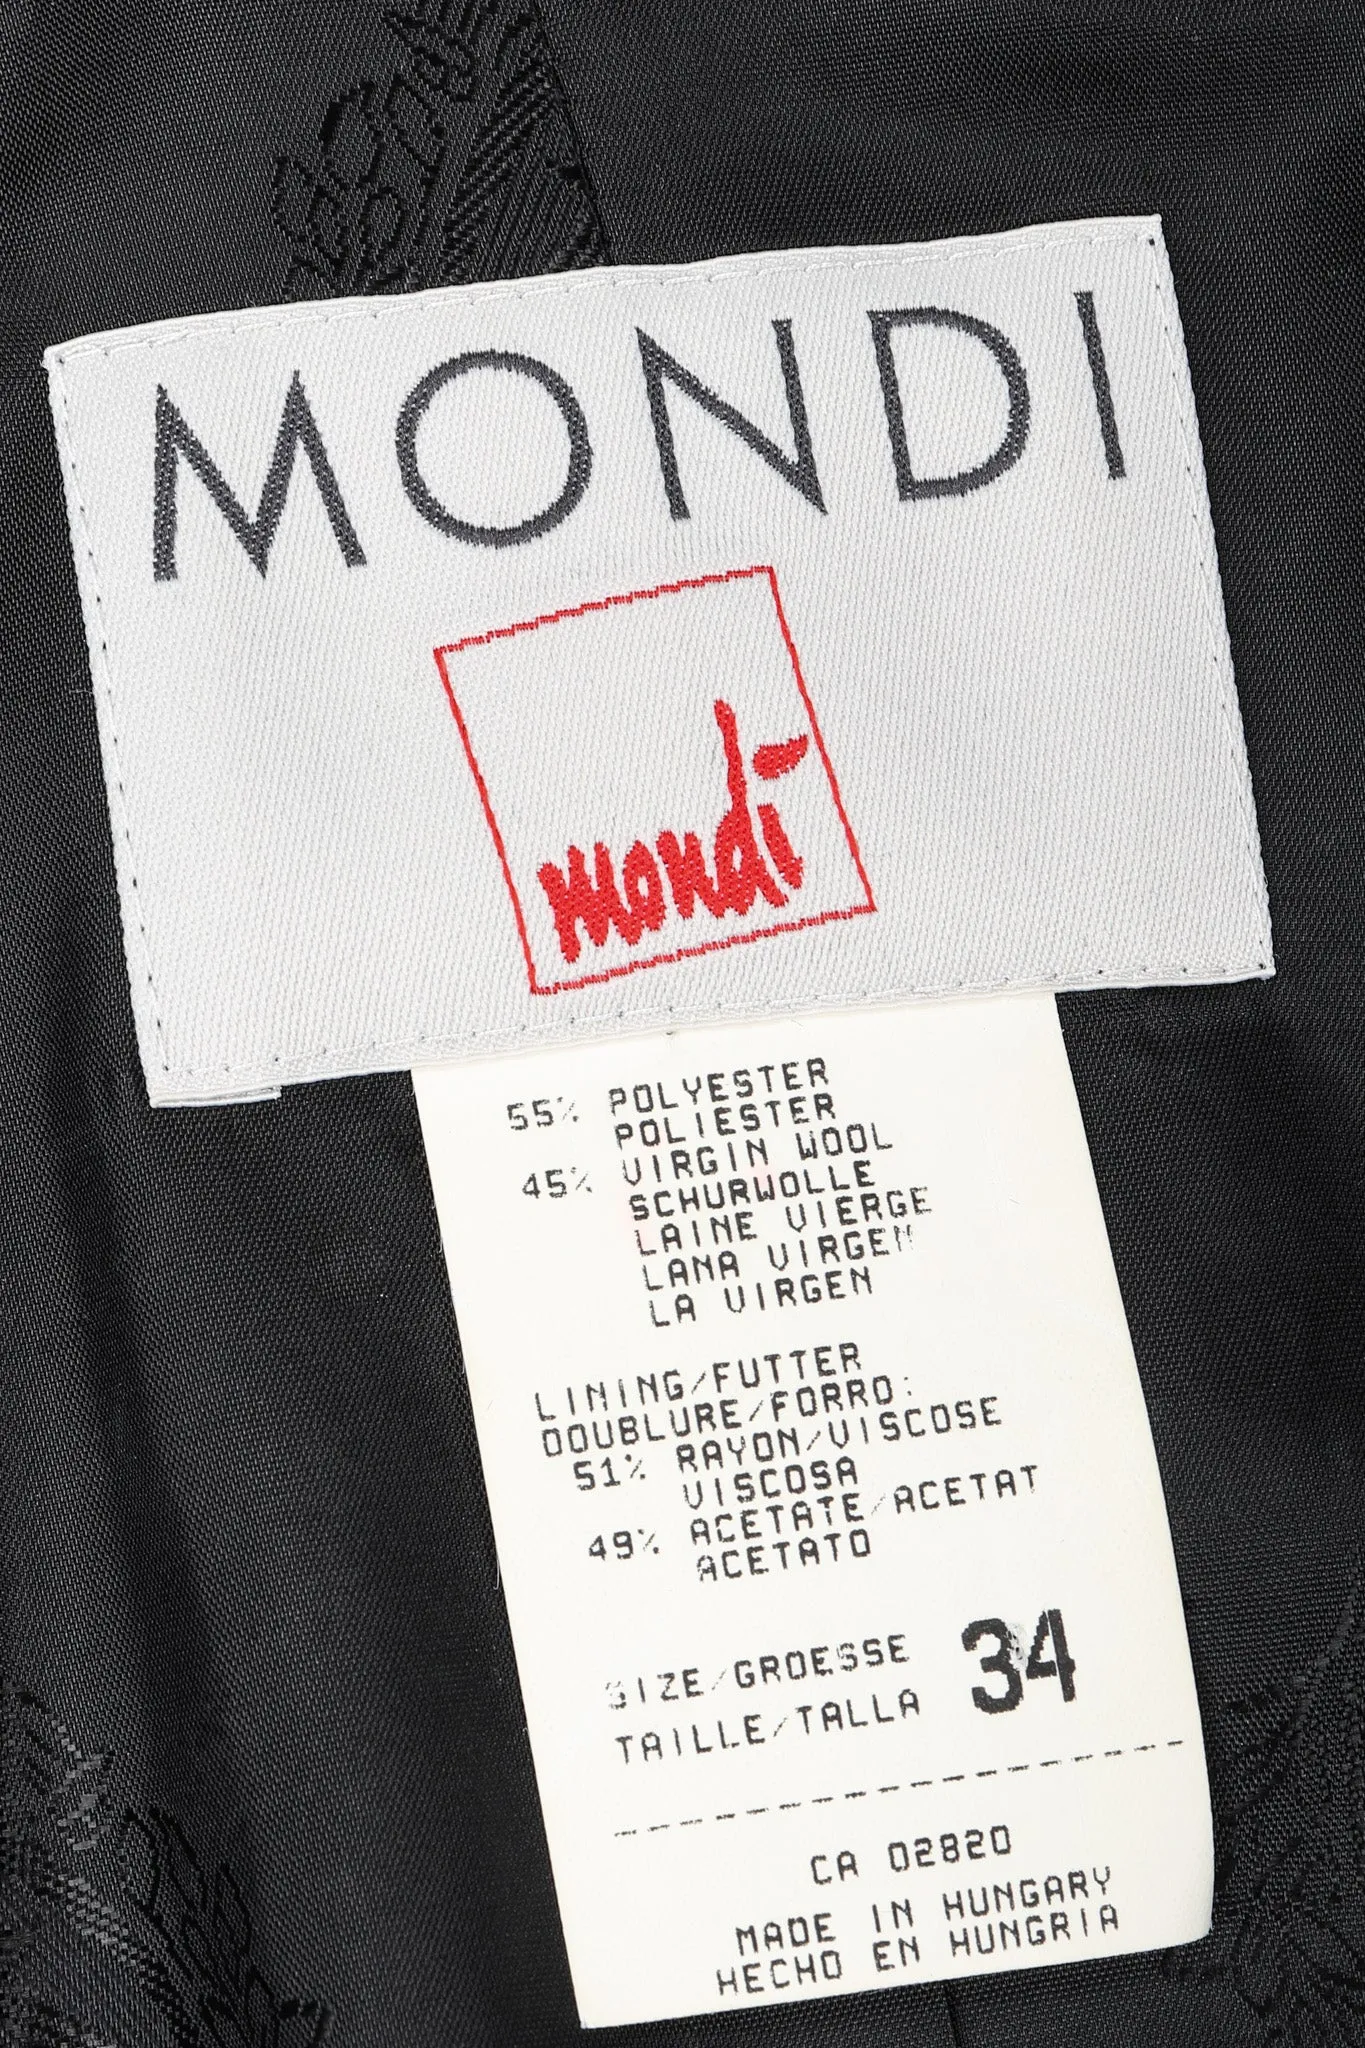 MONDI
mondi
55% POLYESTER
POLIESTER
45% VIRGIN WOOL
SCHURWOLLE
LAINE VIERGE
LANA VIRGEN
LA VIRGEN
LINING/FUTTER
DOUBLURE/FORRO:
51% RAYON/VISCOSE
VISCOSA
49% ACETATE/ACETAT
ACETATO
SIZE/GROESSE 34
TAILLE/TALLA
CA 02820
MADE IN HUNGARY
HECHO EN HUNGRIA